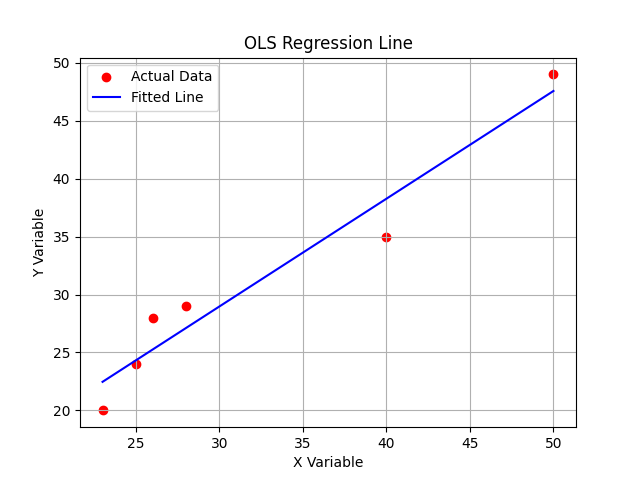 OLS Regression Line
Actual Data
Fitted Line
50
45
40
35
30
25
20
Y Variable
25 30 35 40 45 50
X Variable